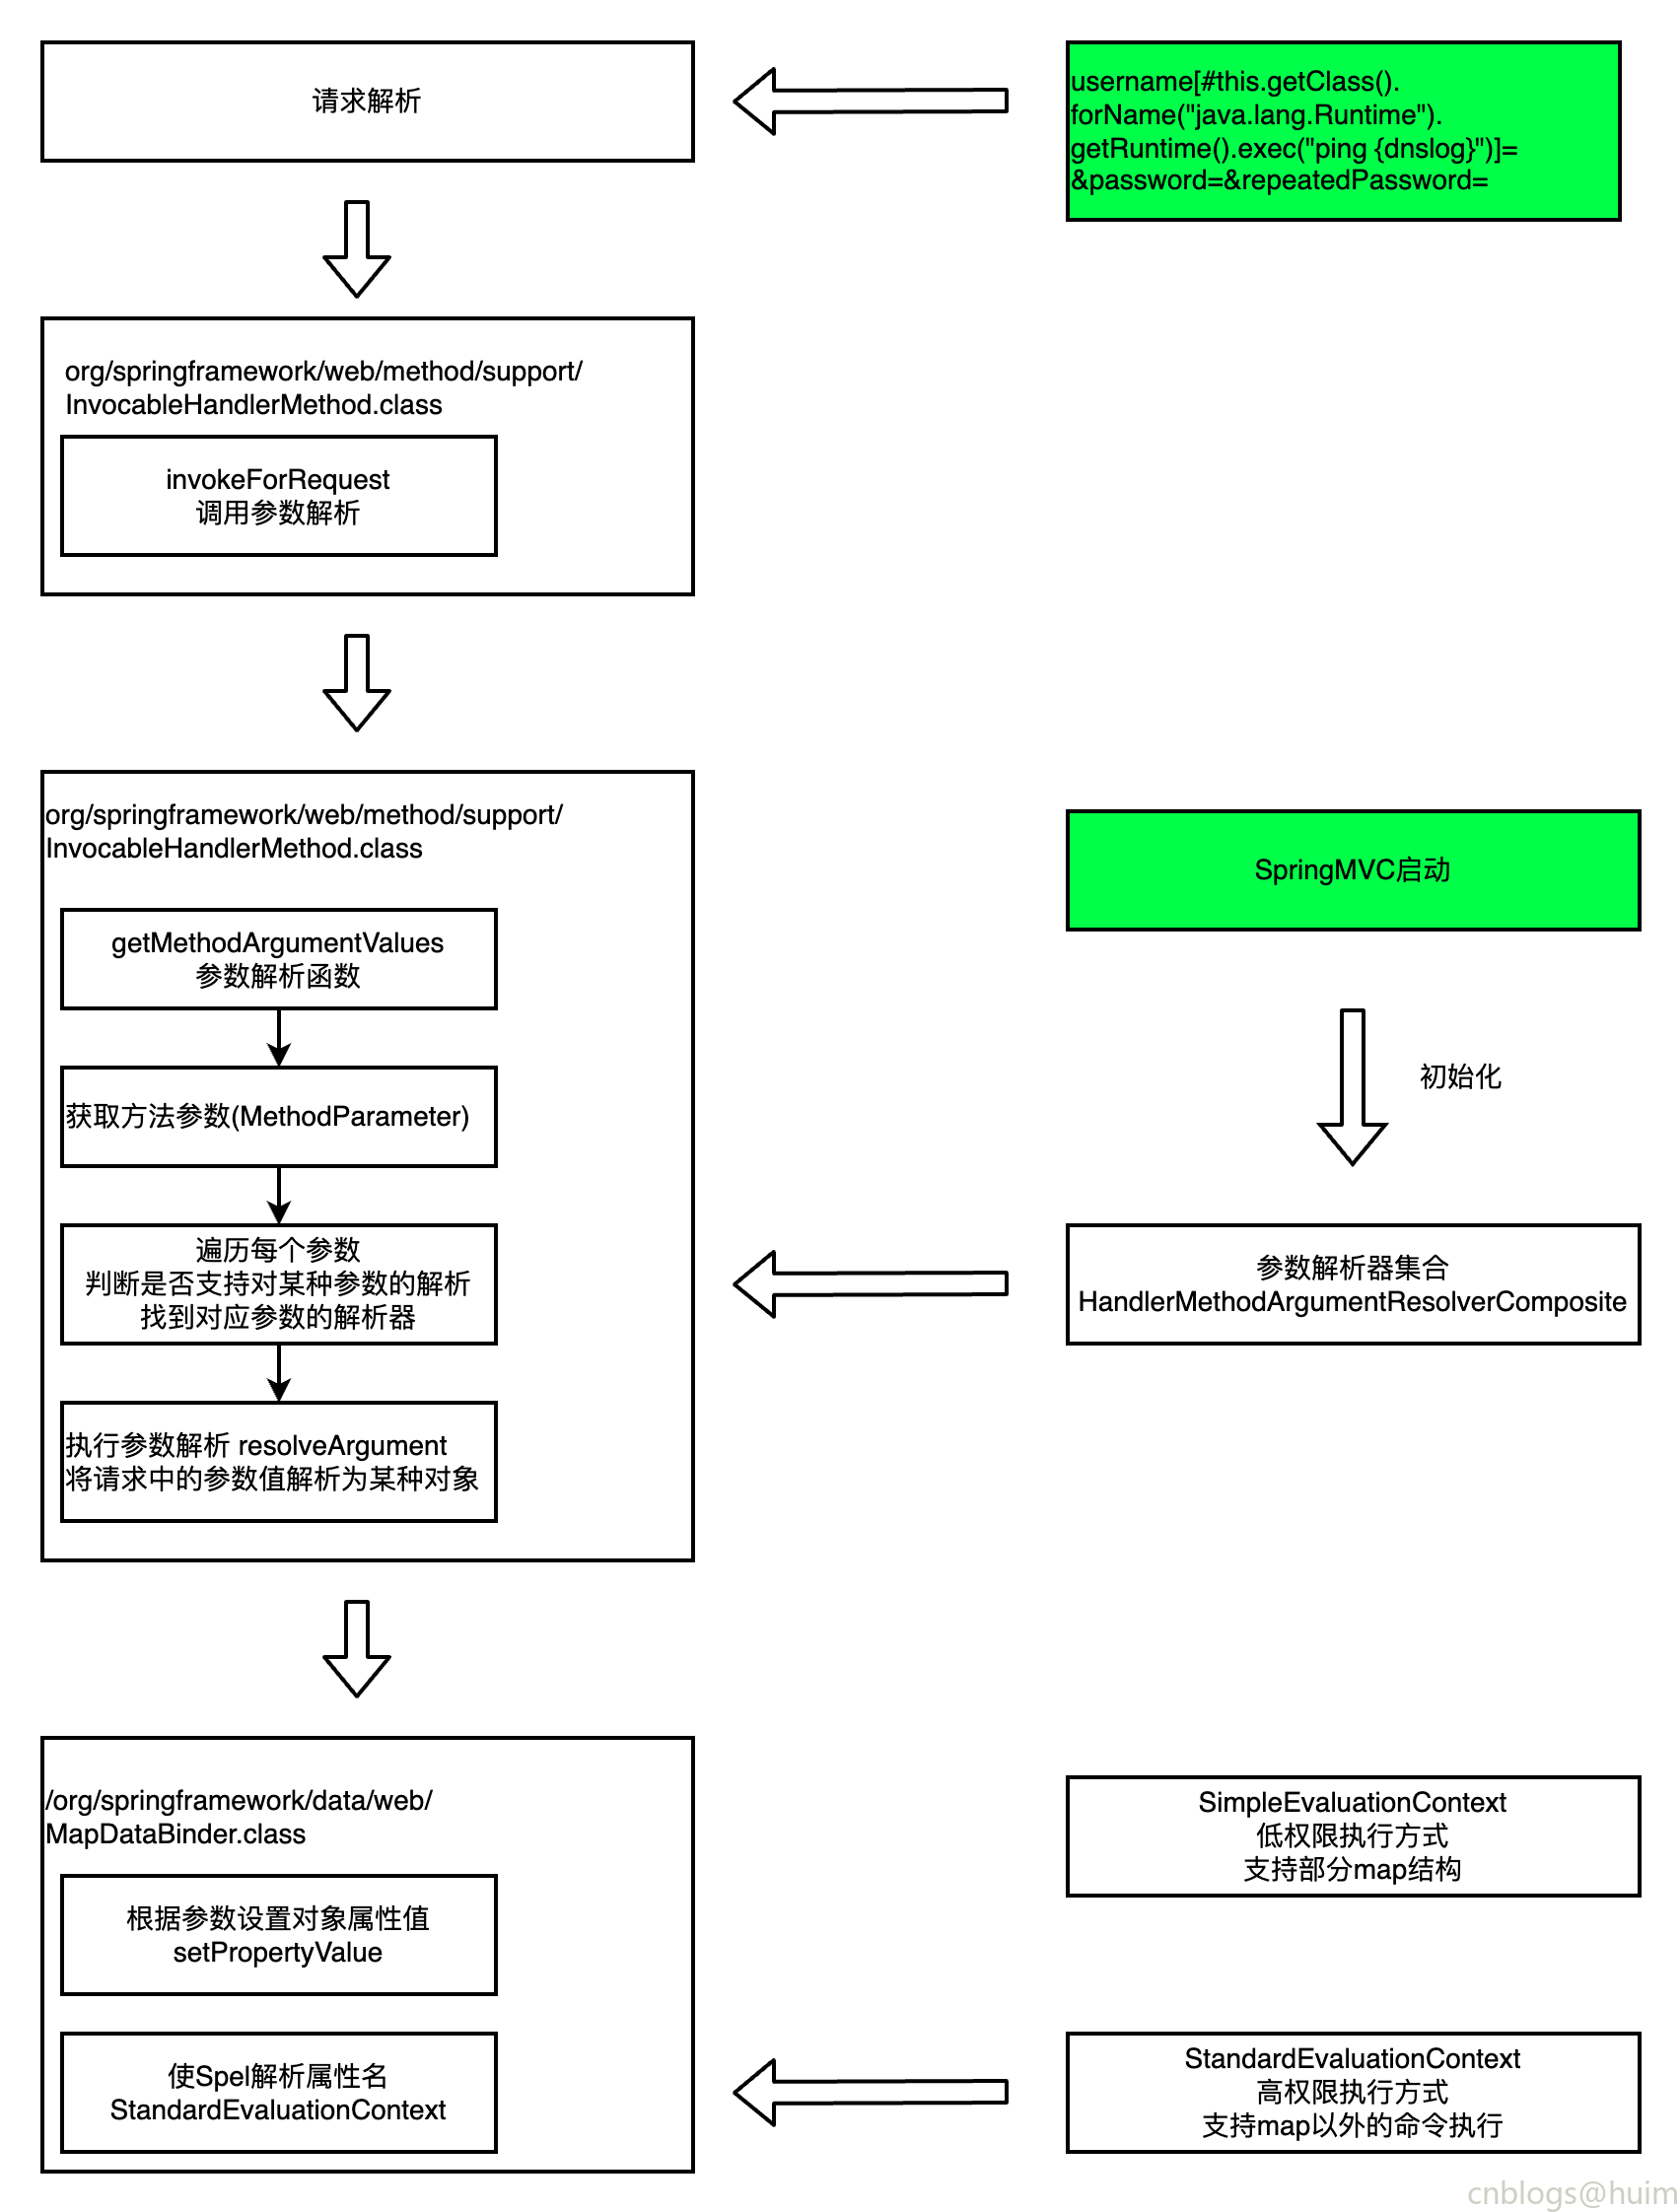 请求解析
username[#this.getClass().
forName("java.lang.Runtime").
getRuntime().exec("ping {dnslog}")]=
&password=&repeatedPassword=
org/springframework/web/method/support/
InvocableHandlerMethod.class
invokeForRequest
调用参数解析
org/springframework/web/method/support/
InvocableHandlerMethod.class
getMethodArgumentValues
参数解析函数
获取方法参数(MethodParameter)
遍历每个参数
判断是否支持对某种参数的解析
找到对应参数的解析器
执行参数解析 resolveArgument
将请求中的参数值解析为某种对象
SpringMVC启动
初始化
参数解析器集合
HandlerMethodArgumentResolverComposite
/org/springframework/data/web/
MapDataBinder.class
根据参数设置对象属性值
setPropertyValue
使Spel解析属性名
StandardEvaluationContext
SimpleEvaluationContext
低权限执行方式
支持部分map结构
StandardEvaluationContext
高权限执行方式
支持map以外的命令执行
cnblogs@huim